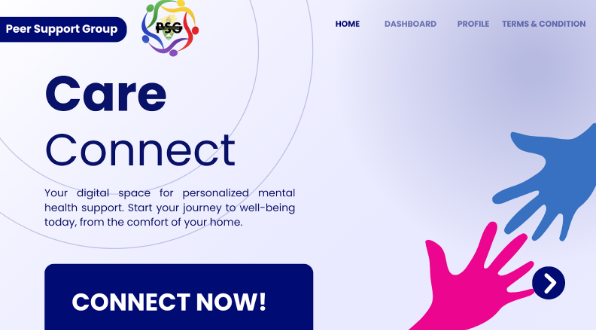 Peer Support Group
PSG
HOME DASHBOARD PROFILE TERMS & CONDITION
Care
Connect
Your digital space for personalized mental
health support. Start your journey to well-being
today, from the comfort of your home.
CONNECT NOW!